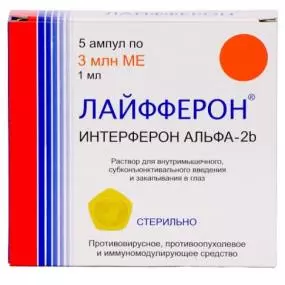 5 ампул по
3 млн МЕ
1 мл
ЛАЙФФЕРОН®
ИНТЕРФЕРОН АЛЬФА-2b
Раствор для внутримышечного,
субконъюнктивального введения
и закапывания в глаз
СТЕРИЛЬНО
Противовирусное, противоопухолевое
и иммуномодулирующее средство